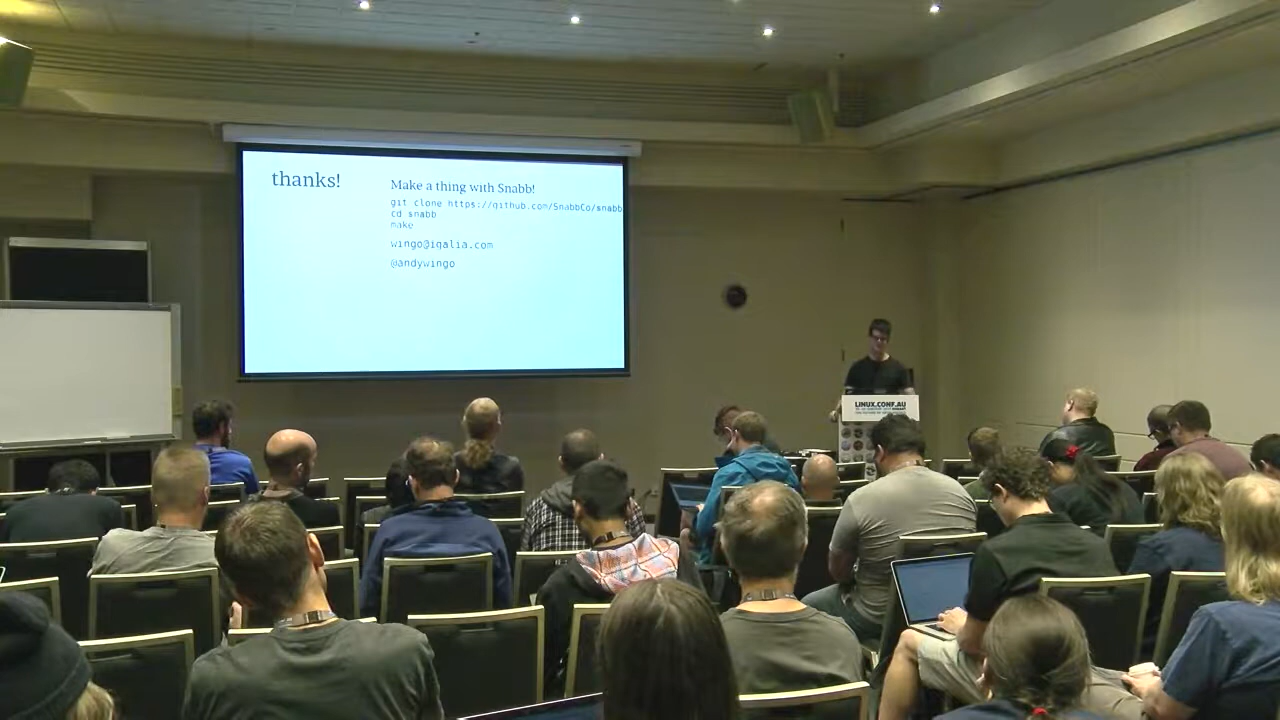 thanks!
Make a thing with Snabb!
git clone https://github.com/SnabbCo/snabb
cd snabb
make
wingo@igalia.com
@andywingo
LINUX.CONF.AU